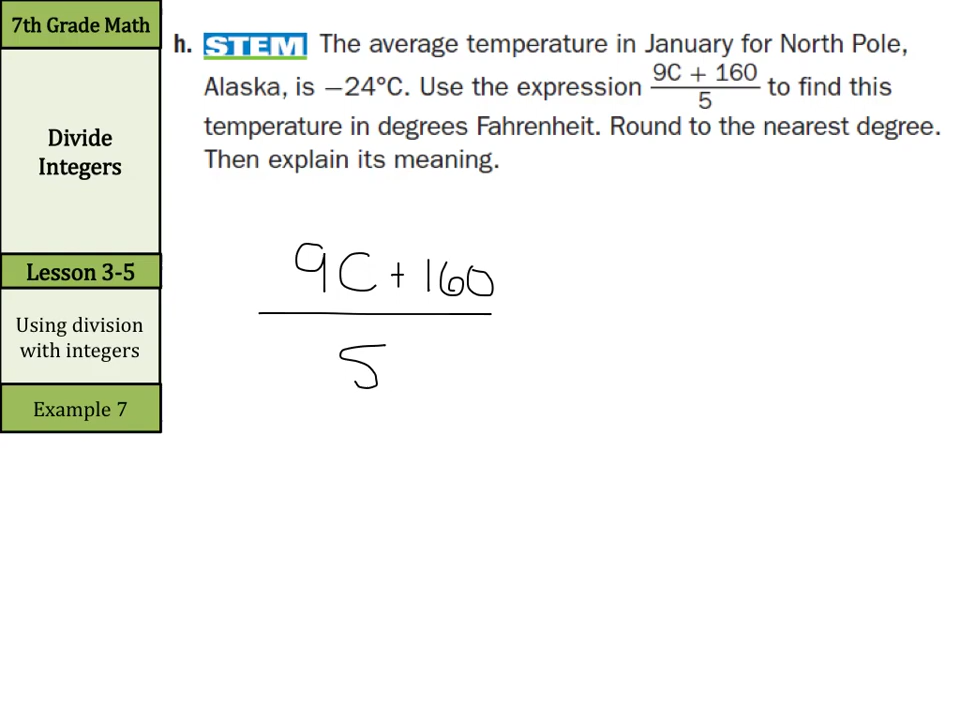 7th Grade Math
Divide
Integers
Lesson 3-5
Using division
with integers
Example 7
h. STEM The average temperature in January for North Pole,
Alaska, is −24°C. Use the expression (9C + 160)/5 to find this
temperature in degrees Fahrenheit. Round to the nearest degree.
Then explain its meaning.
9C + 160
5